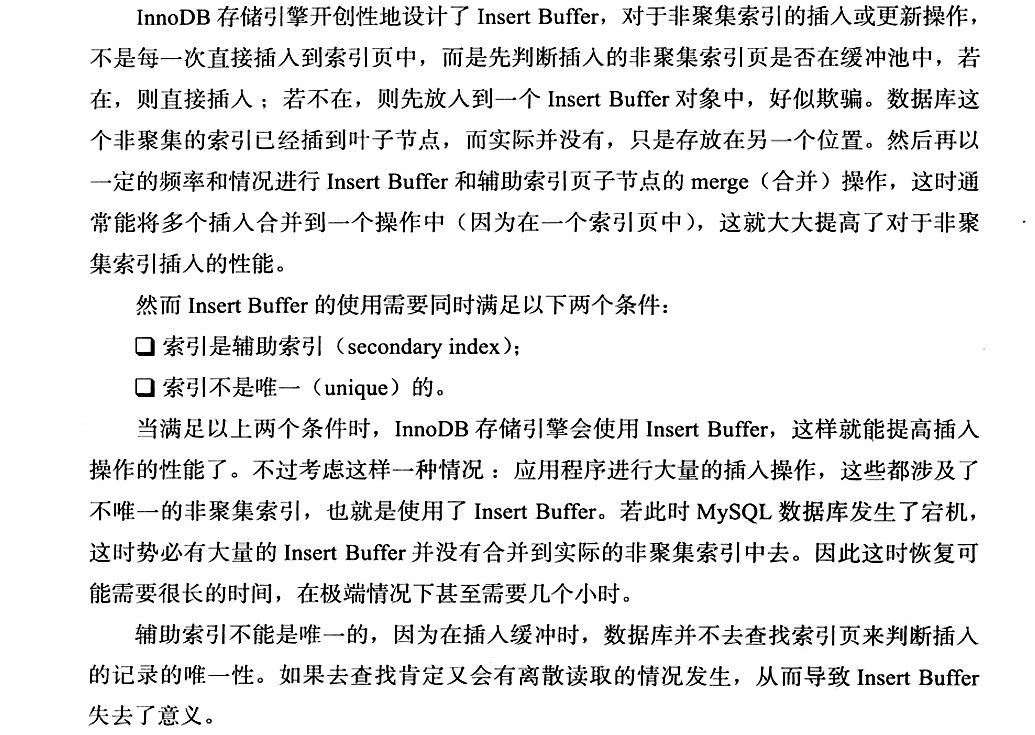 InnoDB 存储引擎开创性地设计了 Insert Buffer，对于非聚集索引的插入或更新操作，
不是每一次直接插入到索引页中，而是先判断插入的非聚集索引页是否在缓冲池中，若
在，则直接插入；若不在，则先放入到一个 Insert Buffer 对象中，好似欺骗。数据库这
个非聚集的索引已经插到叶子节点，而实际并没有，只是存放在另一个位置。然后再以
一定的频率和情况进行 Insert Buffer 和辅助索引页子节点的 merge（合并）操作，这时通
常能将多个插入合并到一个操作中（因为在一个索引页中），这就大大提高了对于非聚
集索引插入的性能。
然而 Insert Buffer 的使用需要同时满足以下两个条件：
❑ 索引是辅助索引（secondary index）；
❑ 索引不是唯一（unique）的。
当满足以上两个条件时，InnoDB 存储引擎会使用 Insert Buffer，这样就能提高插入
操作的性能了。不过考虑这样一种情况：应用程序进行大量的插入操作，这些都涉及了
不唯一的非聚集索引，也就是使用了 Insert Buffer。若此时 MySQL 数据库发生了宕机，
这时势必有大量的 Insert Buffer 并没有合并到实际的非聚集索引中去。因此这时恢复可
能需要很长的时间，在极端情况下甚至需要几个小时。
辅助索引不能是唯一的，因为在插入缓冲时，数据库并不去查找索引页来判断插入
的记录的唯一性。如果去查找肯定又会有离散读取的情况发生，从而导致 Insert Buffer
失去了意义。